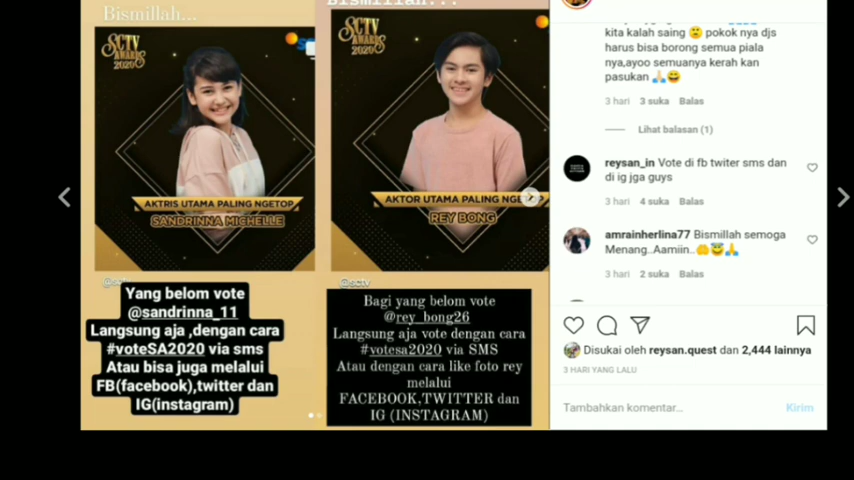 Bismillah...
SCTV
AWARDS
2020
AKTRIS UTAMA PALING NGETOP
SANDRINNA MICHELLE
Yang belom vote
@sandrinna_11
Langsung aja ,dengan cara
#voteSA2020 via sms
Atau bisa juga melalui
FB(facebook),twitter dan
IG(instagram)
Bismillah...
SCTV
AWARDS
2020
AKTOR UTAMA PALING NGETOP
REY BONG
@sctv
Bagi yang belom vote
@rey_bong26
Langsung aja vote dengan cara
#votesa2020 via SMS
Atau dengan cara like foto rey
melalui
FACEBOOK,TWITTER dan
IG (INSTAGRAM)
kita kalah saing 🙁 pokok nya djs
harus bisa borong semua piala
nya,ayoo semuanya kerah kan
pasukan 🙏🏻😄
3 hari 3 suka Balas
Lihat balasan (1)
reysan_in Vote di fb twiter sms dan
di ig jga guys
3 hari 4 suka Balas
amrainherlina77 Bismillah semoga
Menang..Aamiin..🤲😇🙏
3 hari 2 suka Balas
Disukai oleh reysan.quest dan 2,444 lainnya
3 HARI YANG LALU
Tambahkan komentar...
Kirim